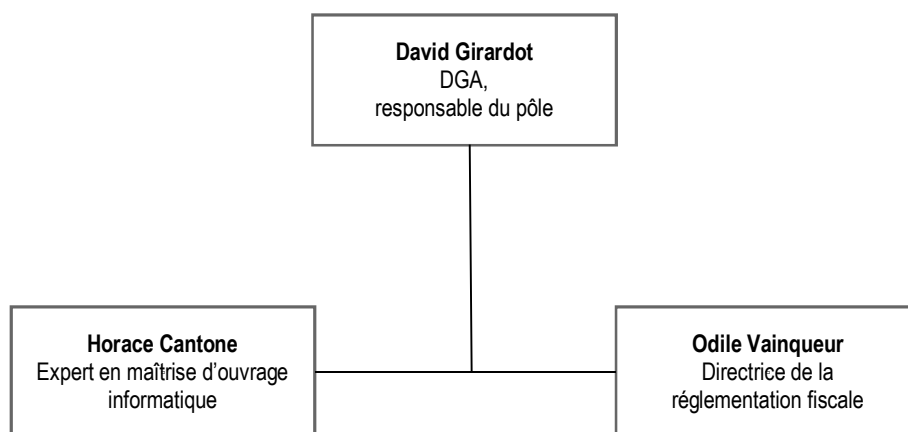 David Girardot
DGA,
responsable du pôle
Horace Cantone
Expert en maîtrise d'ouvrage
informatique
Odile Vainqueur
Directrice de la
réglementation fiscale